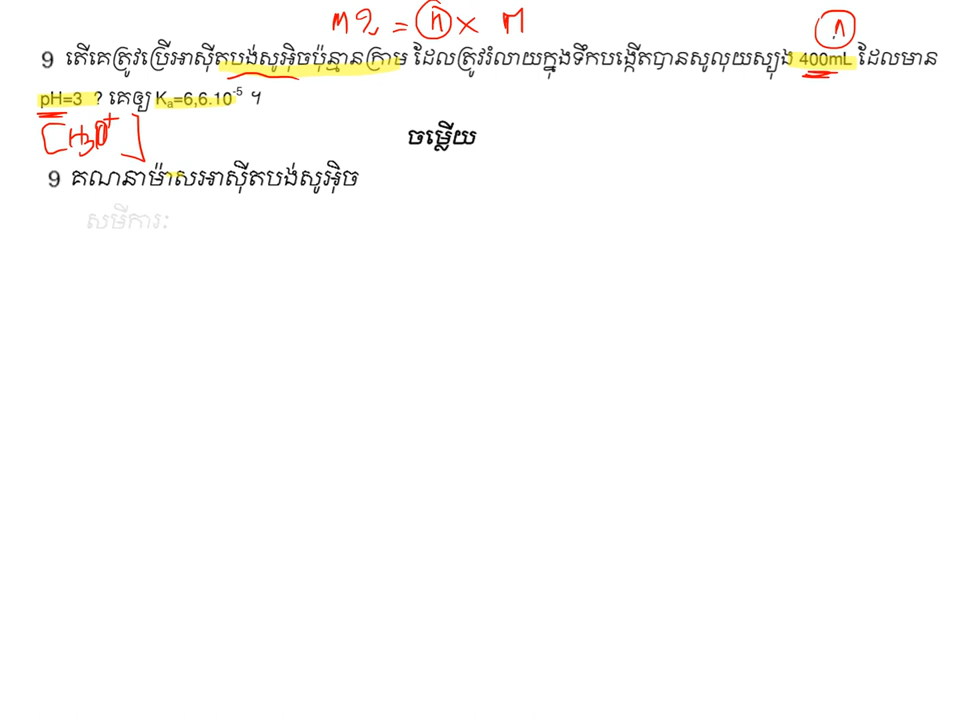 m = n × M
n
9 តើគេត្រូវប្រើអាស៊ីតបង់សូអ៊ិចប៉ុន្មានក្រាម ដែលត្រូវរំលាយក្នុងទឹកបង្កើតបានសូលុយស្យុង 400mL ដែលមាន
pH=3 ? គេឲ្យ Ka=6,6.10-5 ។
[H3O+]
ចម្លើយ
9 គណនាម៉ាសអាស៊ីតបង់សូអ៊ិច
សមីការ: